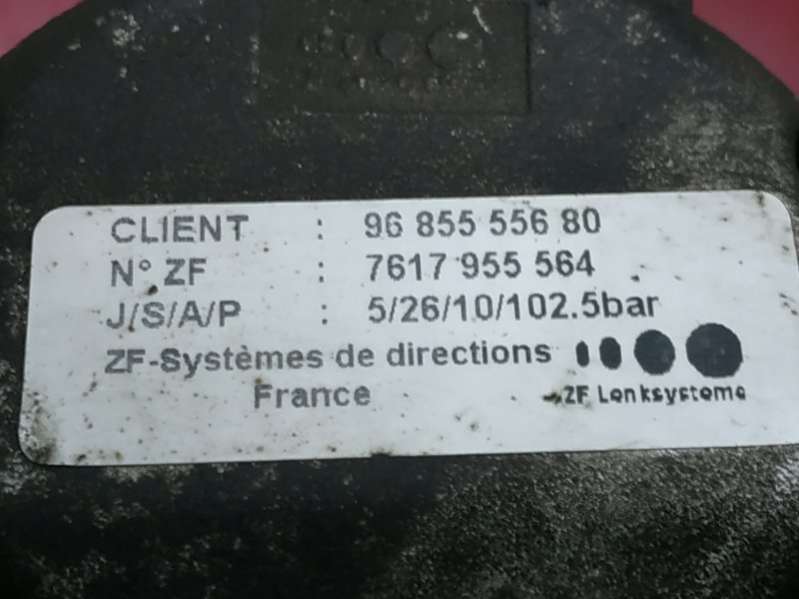 CLIENT : 96 855 556 80
N° ZF : 7617 955 564
J/S/A/P : 5/26/10/102.5bar
ZF-Systèmes de directions
France
ZF Lenksysteme